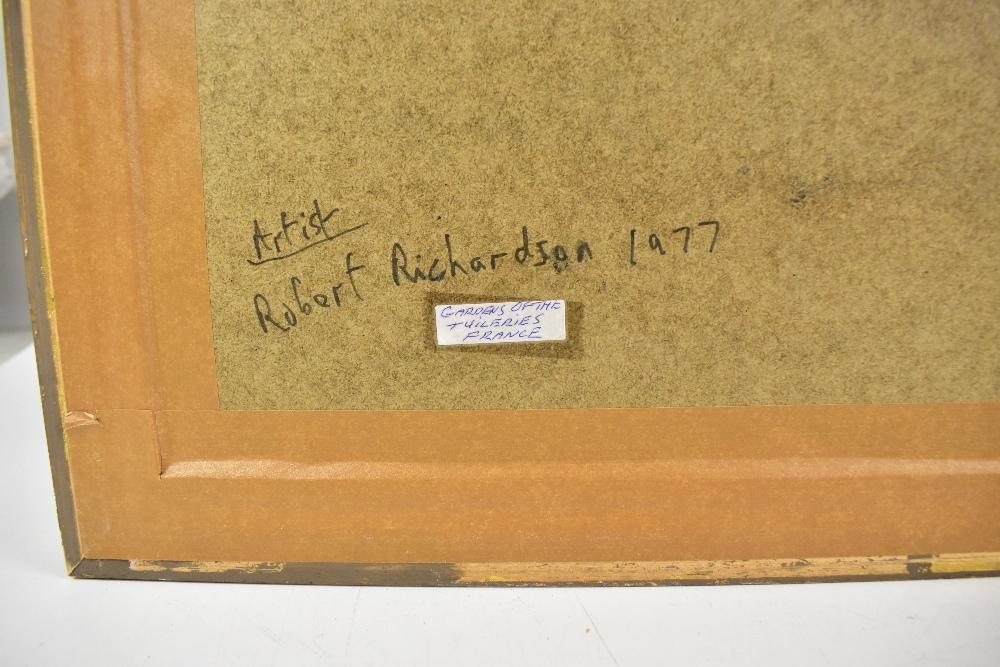 Artist
Robert Richardson 1977
GARDENS OF THE
TUILERIES
FRANCE